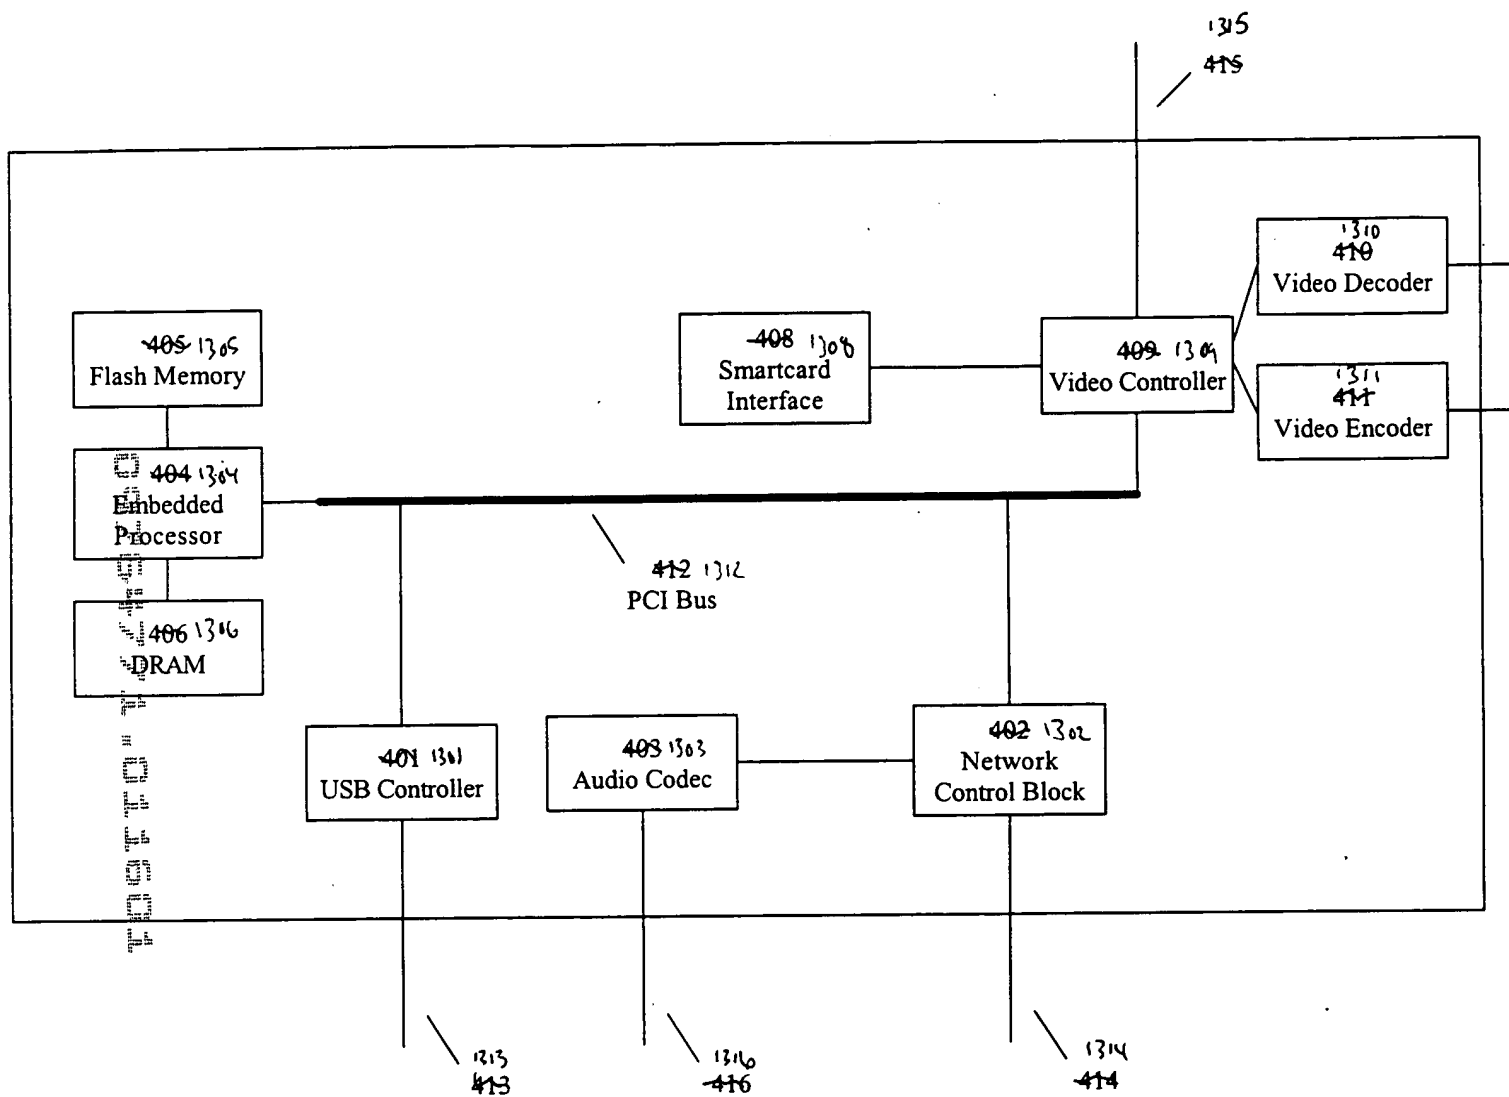 1315
415
1310
410
Video Decoder
405 1305
Flash Memory
408 1308
Smartcard
Interface
409 1309
Video Controller
1311
411
Video Encoder
404 1304
Embedded
Processor
412 1312
PCI Bus
406 1306
DRAM
401 1301
USB Controller
403 1303
Audio Codec
402 1302
Network
Control Block
1313
413
1316
416
1314
414